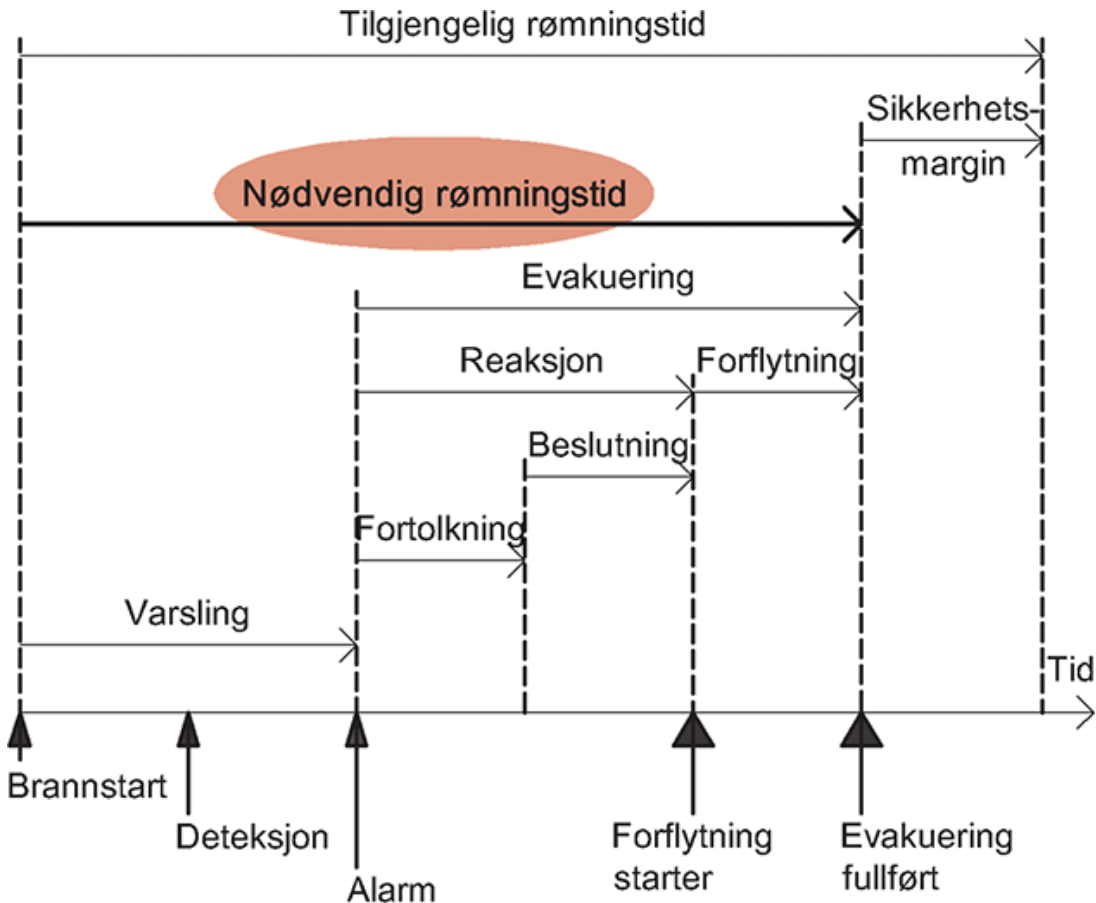 Tilgjengelig rømningstid
Sikkerhets-
margin
Nødvendig rømningstid
Evakuering
Reaksjon
Forflytning
Beslutning
Fortolkning
Varsling
Tid
Brannstart
Deteksjon
Alarm
Forflytning
starter
Evakuering
fullført